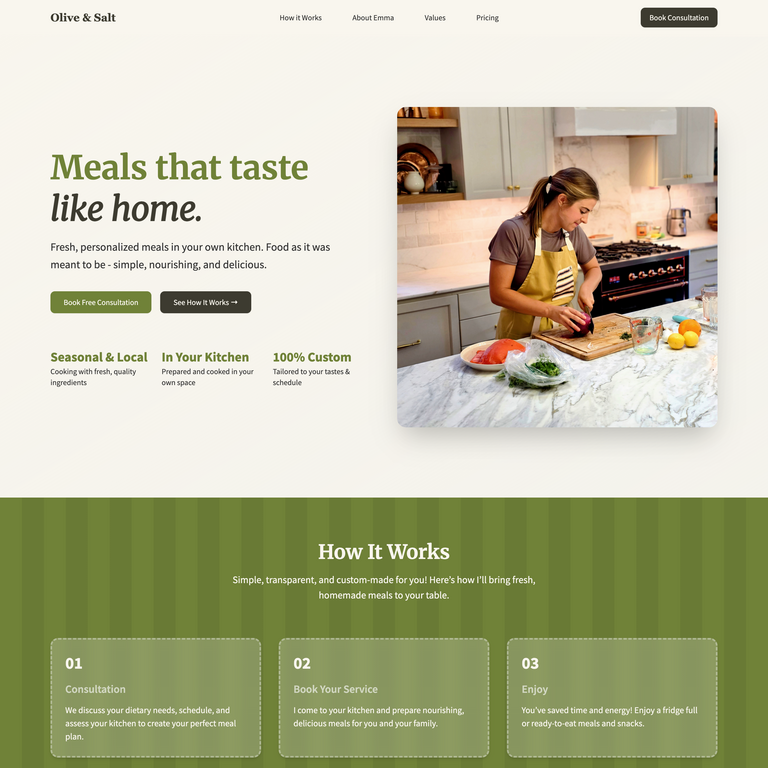 Olive & Salt
How it Works
About Emma
Values
Pricing
Book Consultation
Meals that taste
like home.
Fresh, personalized meals in your own kitchen. Food as it was
meant to be - simple, nourishing, and delicious.
Book Free Consultation
See How It Works →
Seasonal & Local
Cooking with fresh, quality
ingredients
In Your Kitchen
Prepared and cooked in your
own space
100% Custom
Tailored to your tastes &
schedule
How It Works
Simple, transparent, and custom-made for you! Here's how I'll bring fresh,
homemade meals to your table.
01
Consultation
We discuss your dietary needs, schedule, and
assess your kitchen to create your perfect meal
plan.
02
Book Your Service
I come to your kitchen and prepare nourishing,
delicious meals for you and your family.
03
Enjoy
You've saved time and energy! Enjoy a fridge full
or ready-to-eat meals and snacks.